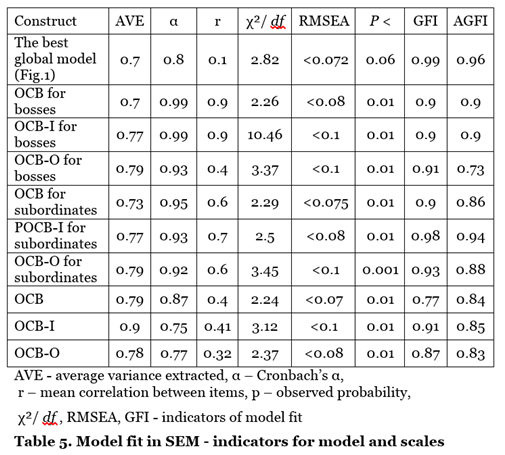 Construct AVE α r χ²/ df RMSEA P < GFI AGFI
The best
global model
(Fig.1) 0.7 0.8 0.1 2.82 <0.072 0.06 0.99 0.96
OCB for
bosses 0.7 0.99 0.9 2.26 <0.08 0.01 0.9 0.9
OCB-I for
bosses 0.77 0.99 0.9 10.46 <0.1 0.01 0.9 0.9
OCB-O for
bosses 0.79 0.93 0.4 3.37 <0.1 0.01 0.91 0.73
OCB for
subordinates 0.73 0.95 0.6 2.29 <0.075 0.01 0.9 0.86
POCB-I for
subordinates 0.77 0.93 0.7 2.5 <0.08 0.01 0.98 0.94
OCB-O for
subordinates 0.79 0.92 0.6 3.45 <0.1 0.001 0.93 0.88
OCB 0.79 0.87 0.4 2.24 <0.07 0.01 0.77 0.84
OCB-I 0.9 0.75 0.41 3.12 <0.1 0.01 0.91 0.85
OCB-O 0.78 0.77 0.32 2.37 <0.08 0.01 0.87 0.83
AVE - average variance extracted, α – Cronbach's α,
r – mean correlation between items, p – observed probability,
χ²/ df, RMSEA, GFI - indicators of model fit
Table 5. Model fit in SEM - indicators for model and scales